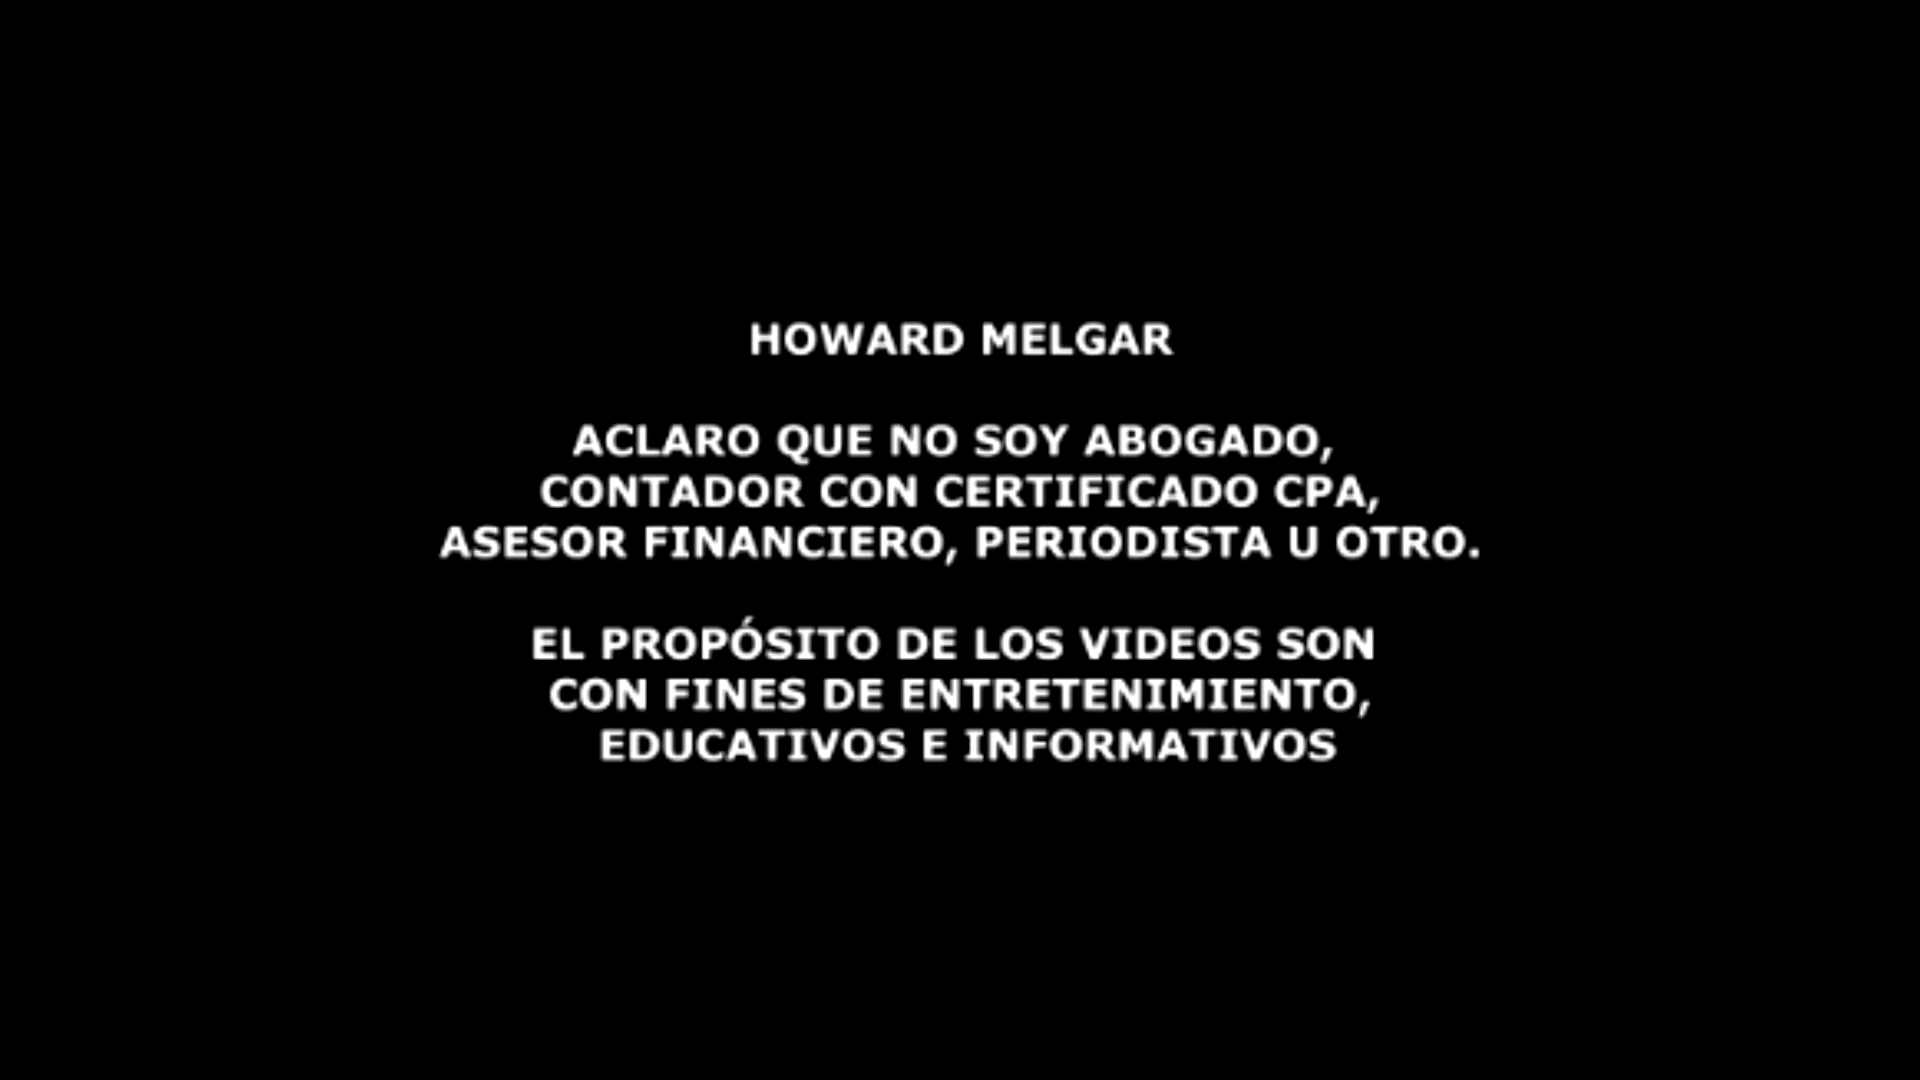 HOWARD MELGAR
ACLARO QUE NO SOY ABOGADO,
CONTADOR CON CERTIFICADO CPA,
ASESOR FINANCIERO, PERIODISTA U OTRO.
EL PROPÓSITO DE LOS VIDEOS SON
CON FINES DE ENTRETENIMIENTO,
EDUCATIVOS E INFORMATIVOS